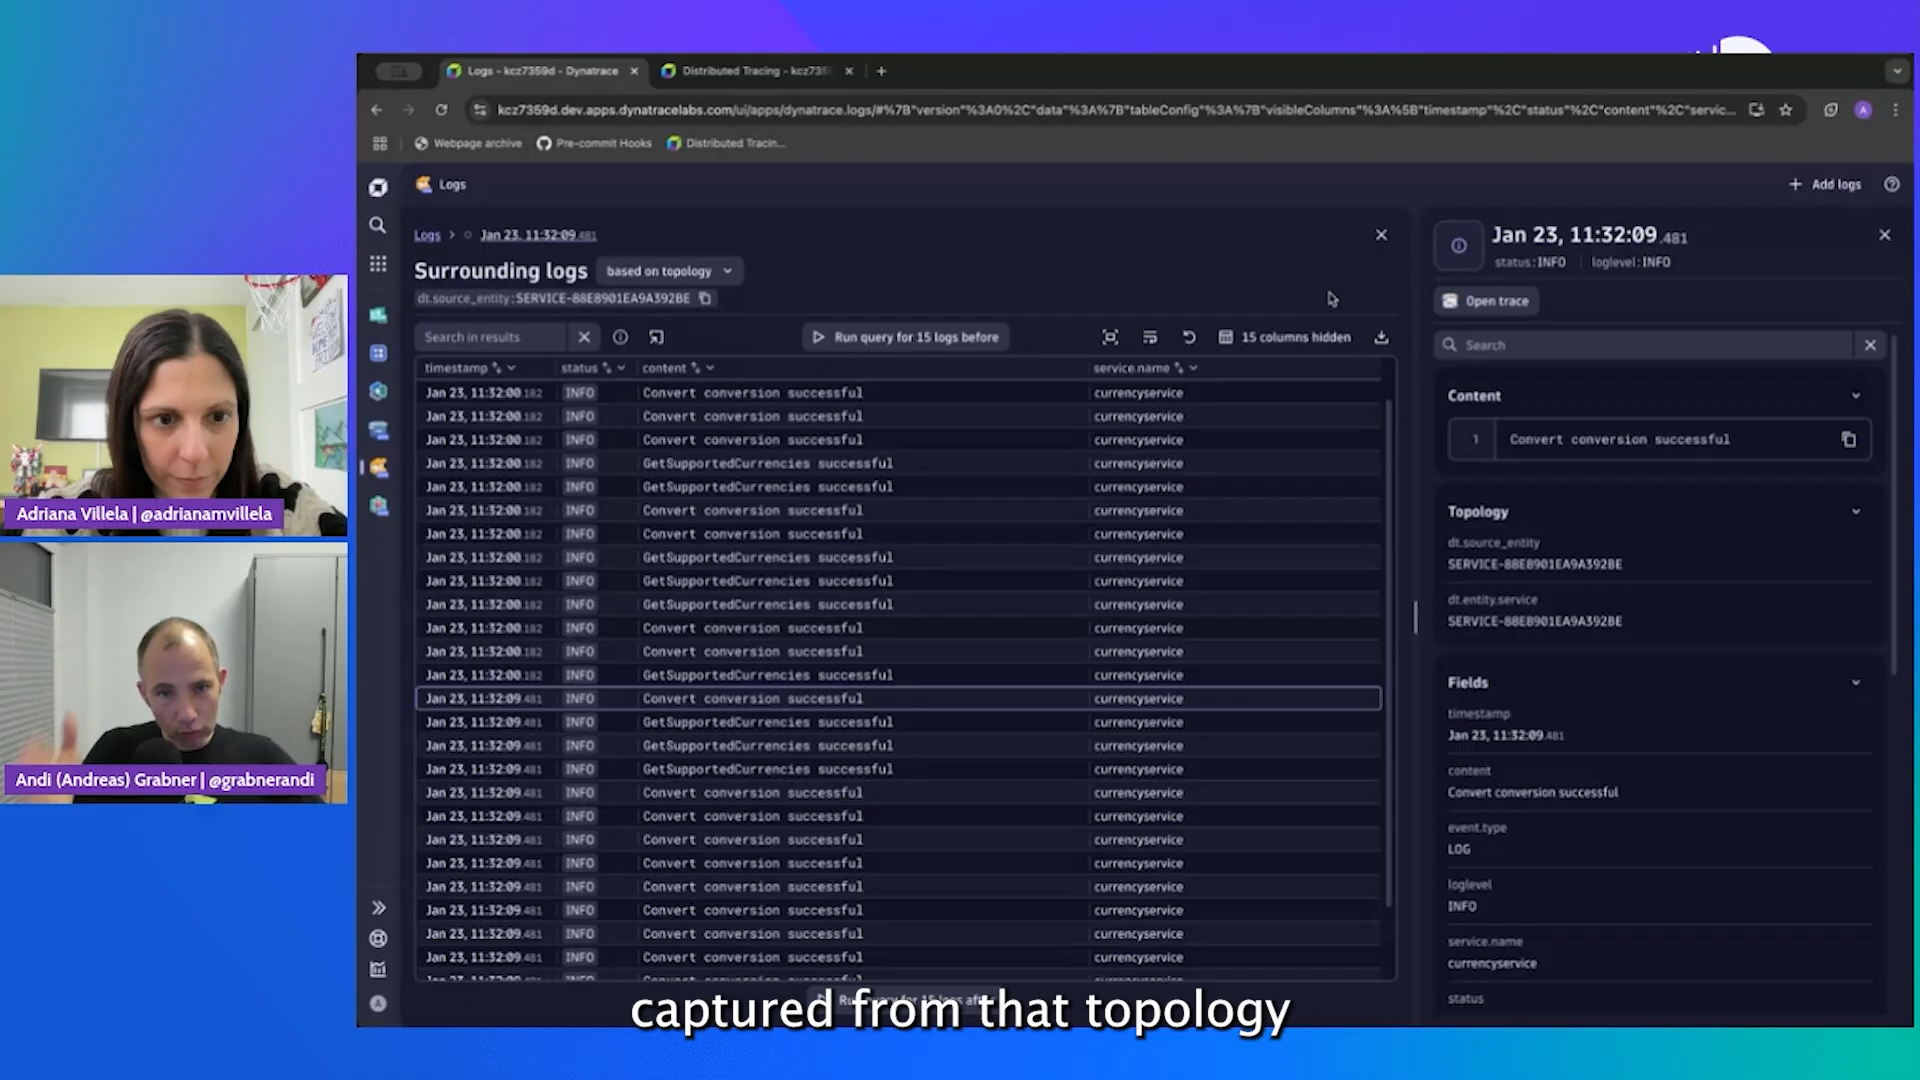 Logs - kcz7359d - Dynatrace
Distributed Tracing - kcz735
kcz7359d.dev.apps.dynatracelabs.com/ui/apps/dynatrace.logs/#%7B"version"%3A0%2C"data"%3A%7B"tableConfig"%3A%7B"visibleColumns"%3A%5B"timestamp"%2C"status"%2C"content"%2C"servic...
A
Webpage archive
Pre-commit Hooks
Distributed Tracin...
Logs
Add logs
Logs > Jan 23, 11:32:09.481
Surrounding logs
based on topology
dt.source_entity:SERVICE-88E8901EA9A392BE
Search in results
Run query for 15 logs before
15 columns hidden
timestamp status content service.name
Jan 23, 11:32:00.182 INFO Convert conversion successful currencyservice
Jan 23, 11:32:00.182 INFO Convert conversion successful currencyservice
Jan 23, 11:32:00.182 INFO Convert conversion successful currencyservice
Jan 23, 11:32:00.182 INFO GetSupportedCurrencies successful currencyservice
Jan 23, 11:32:00.182 INFO GetSupportedCurrencies successful currencyservice
Jan 23, 11:32:00.182 INFO Convert conversion successful currencyservice
Jan 23, 11:32:00.182 INFO Convert conversion successful currencyservice
Jan 23, 11:32:00.182 INFO GetSupportedCurrencies successful currencyservice
Jan 23, 11:32:00.182 INFO GetSupportedCurrencies successful currencyservice
Jan 23, 11:32:00.182 INFO GetSupportedCurrencies successful currencyservice
Jan 23, 11:32:00.182 INFO Convert conversion successful currencyservice
Jan 23, 11:32:00.182 INFO Convert conversion successful currencyservice
Jan 23, 11:32:00.182 INFO GetSupportedCurrencies successful currencyservice
Jan 23, 11:32:09.481 INFO Convert conversion successful currencyservice
Jan 23, 11:32:09.481 INFO GetSupportedCurrencies successful currencyservice
Jan 23, 11:32:09.481 INFO GetSupportedCurrencies successful currencyservice
Jan 23, 11:32:09.481 INFO GetSupportedCurrencies successful currencyservice
Jan 23, 11:32:09.481 INFO Convert conversion successful currencyservice
Jan 23, 11:32:09.481 INFO Convert conversion successful currencyservice
Jan 23, 11:32:09.481 INFO Convert conversion successful currencyservice
Jan 23, 11:32:09.481 INFO Convert conversion successful currencyservice
Jan 23, 11:32:09.481 INFO Convert conversion successful currencyservice
Jan 23, 11:32:09.481 INFO Convert conversion successful currencyservice
Jan 23, 11:32:09.481 INFO Convert conversion successful currencyservice
Jan 23, 11:32:09.481 INFO Convert conversion successful currencyservice
Jan 23, 11:32:09.481
status:INFO loglevel:INFO
Open trace
Search
Content
1 Convert conversion successful
Topology
dt.source_entity
SERVICE-88E8901EA9A392BE
dt.entity.service
SERVICE-88E8901EA9A392BE
Fields
timestamp
Jan 23, 11:32:09.481
content
Convert conversion successful
event.type
LOG
loglevel
INFO
service.name
currencyservice
status
Adriana Villela | @adrianamvillela
Andi (Andreas) Grabner | @grabnerandi
captured from that topology